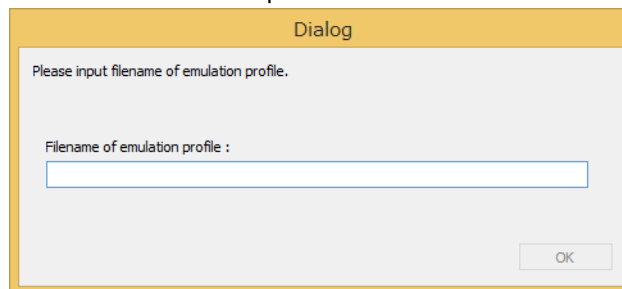 Dialog
Please input filename of emulation profile.
Filename of emulation profile :
OK